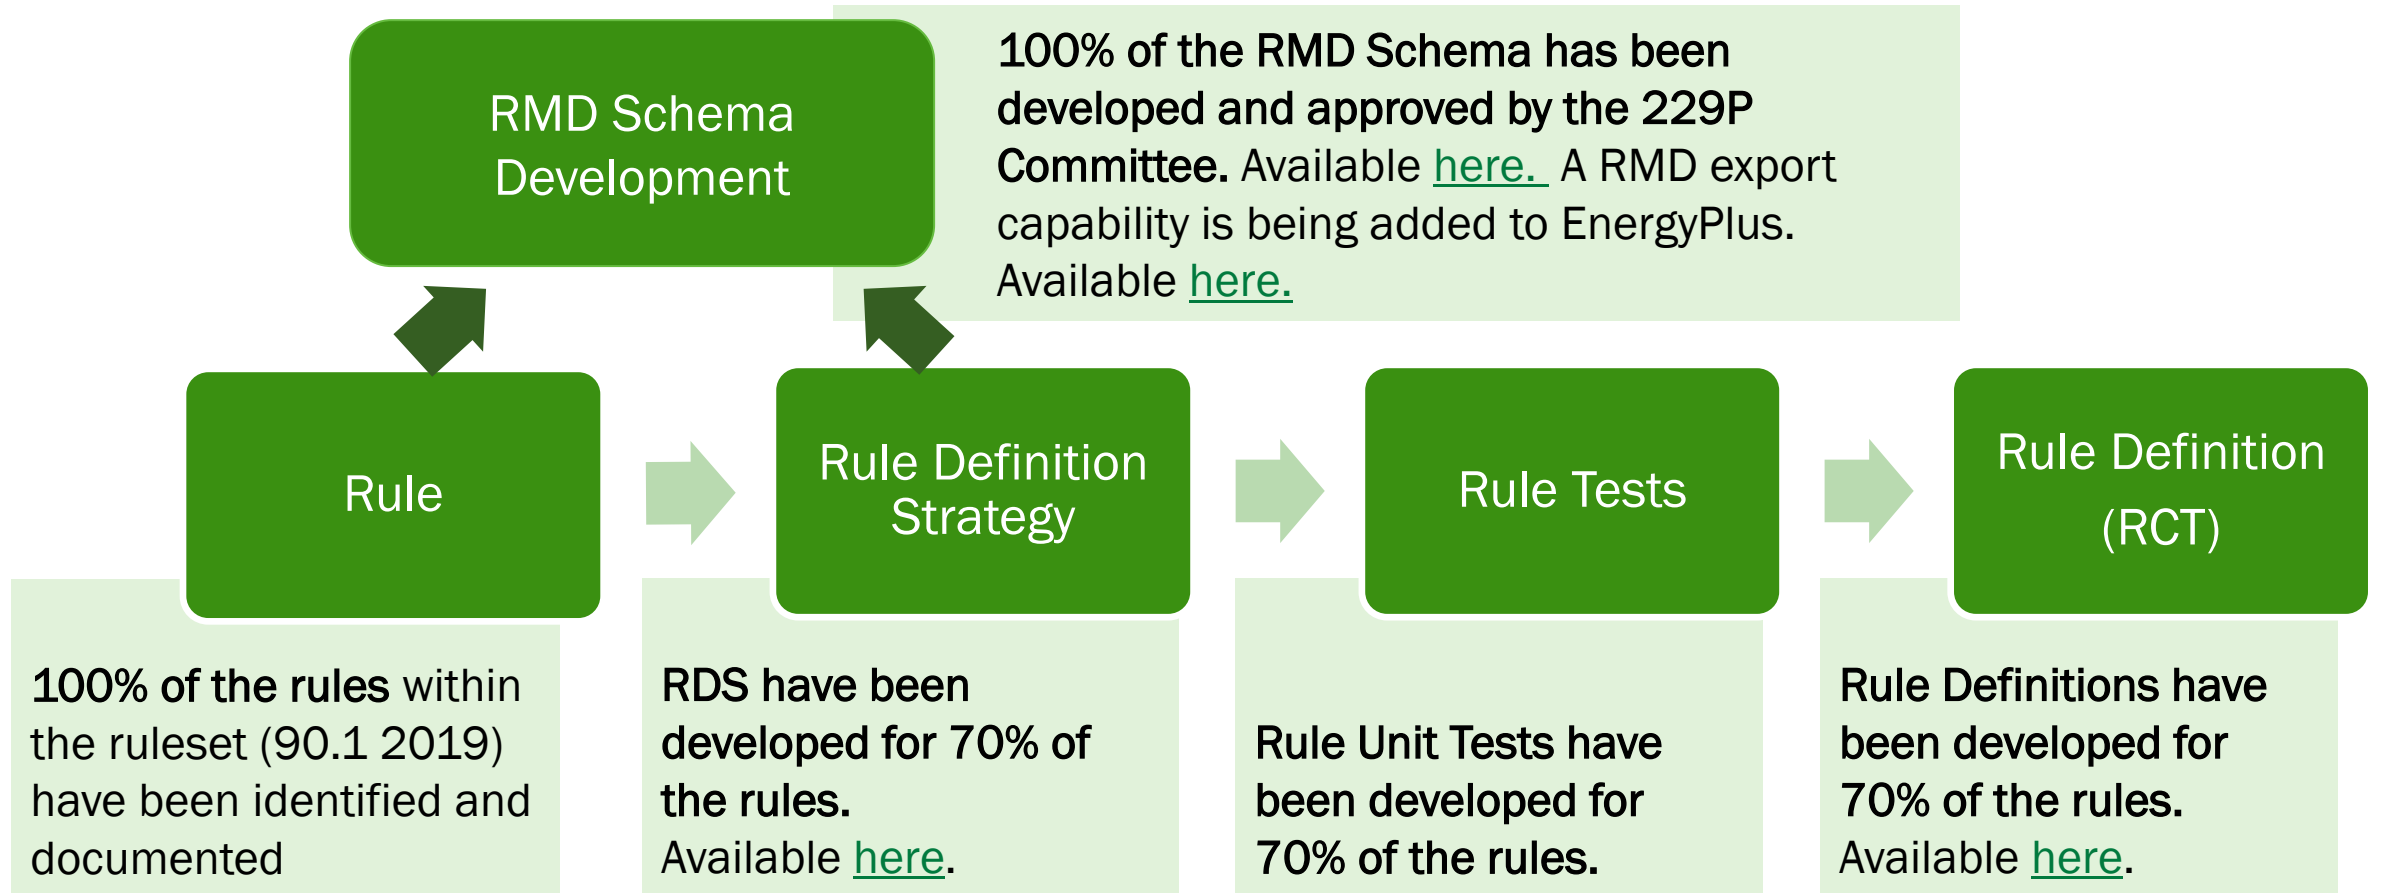 RMD Schema
Development
100% of the RMD Schema has been
developed and approved by the 229P
Committee. Available here. A RMD export
capability is being added to EnergyPlus.
Available here.
Rule
Rule Definition
Strategy
Rule Tests
Rule Definition
(RCT)
100% of the rules within
the ruleset (90.1 2019)
have been identified and
documented
RDS have been
developed for 70% of
the rules.
Available here.
Rule Unit Tests have
been developed for
70% of the rules.
Rule Definitions have
been developed for
70% of the rules.
Available here.